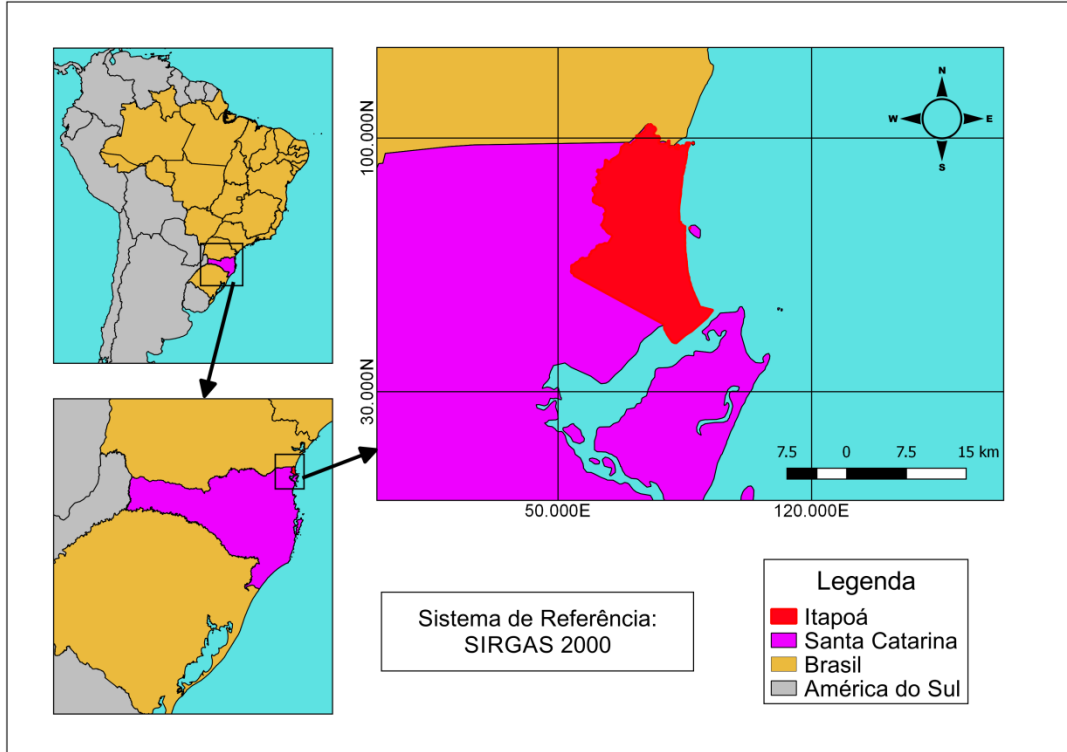 N
W
E
S
100.000N
30.000N
7.5 0 7.5 15 km
50.000E
120.000E
Sistema de Referência:
SIRGAS 2000
Legenda
Itapoá
Santa Catarina
Brasil
América do Sul